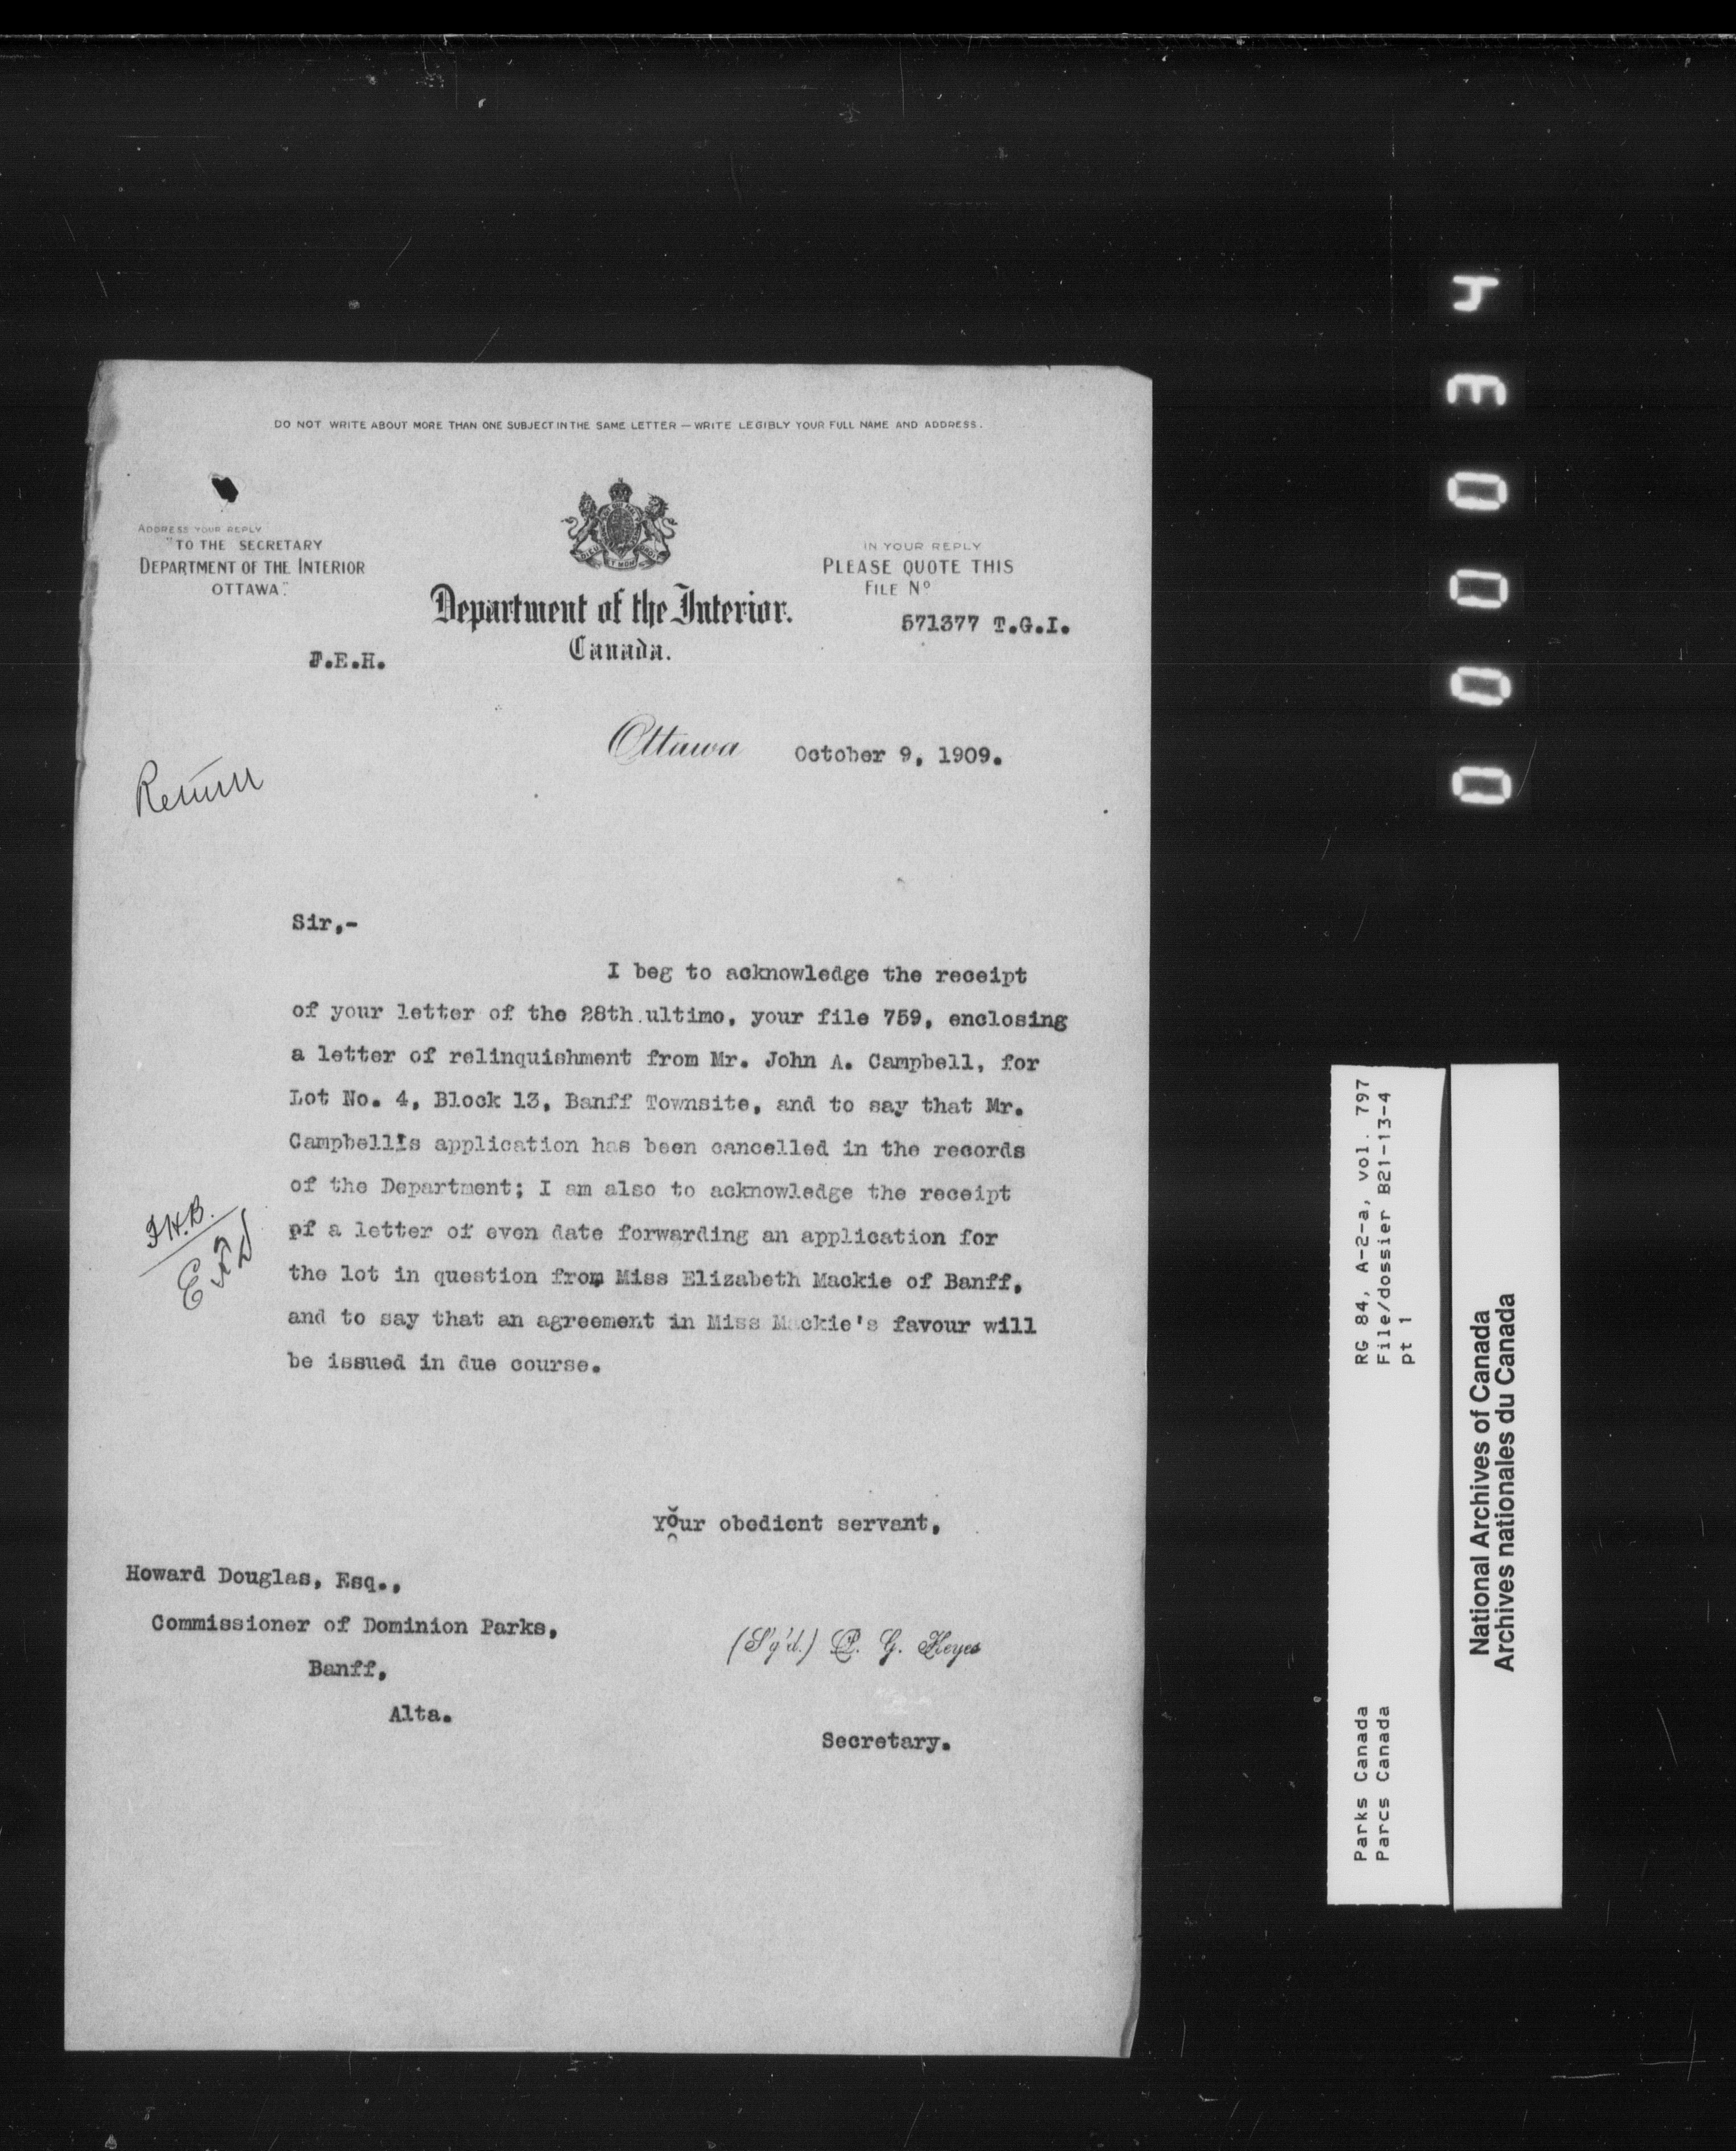 DO NOT WRITE ABOUT MORE THAN ONE SUBJECT IN THE SAME LETTER — WRITE LEGIBLY YOUR FULL NAME AND ADDRESS.
ADDRESS YOUR REPLY
"TO THE SECRETARY
DEPARTMENT OF THE INTERIOR
OTTAWA."
IN YOUR REPLY
PLEASE QUOTE THIS
FILE Nº
571377 T.G.I.
Department of the Interior.
Canada.
F.E.H.
Ottawa October 9, 1909.
Return
Sir,-
I beg to acknowledge the receipt
of your letter of the 28th.ultimo, your file 759, enclosing
a letter of relinquishment from Mr. John A. Campbell, for
Lot No. 4, Block 13, Banff Townsite, and to say that Mr.
Campbell's application has been cancelled in the records
of the Department; I am also to acknowledge the receipt
of a letter of even date forwarding an application for
the lot in question from Miss Elizabeth Mackie of Banff,
and to say that an agreement in Miss Mackie's favour will
be issued in due course.
Your obedient servant,
Howard Douglas, Esq.,
Commissioner of Dominion Parks,
Banff,
Alta.
(Sg'd.) P. G. Keyes
Secretary.
RG 84, A-2-a, vol. 797
File/dossier B21-13-4
pt 1
Parks Canada
Parcs Canada
National Archives of Canada
Archives nationales du Canada